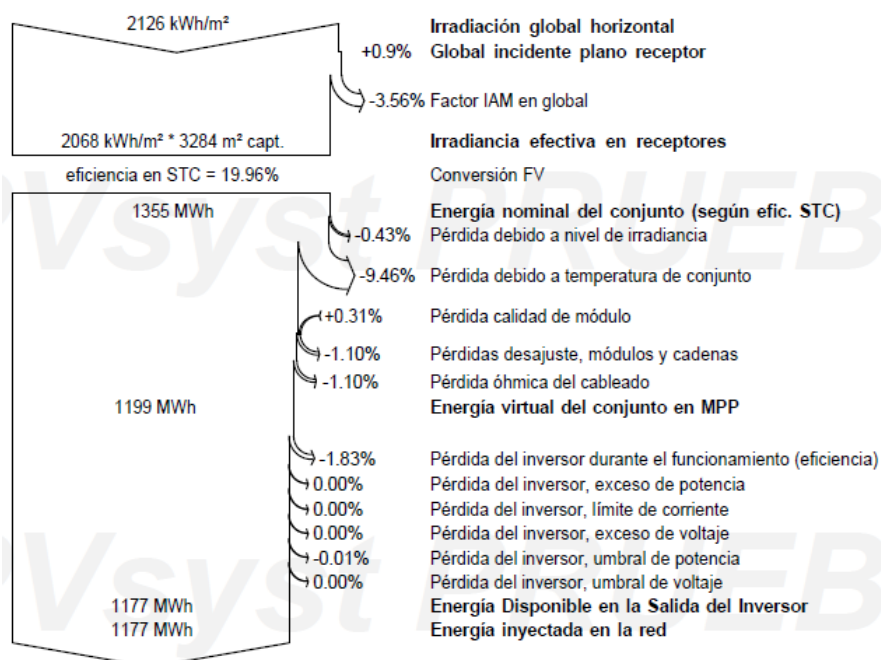 2126 kWh/m² Irradiación global horizontal
+0.9% Global incidente plano receptor
-3.56% Factor IAM en global
2068 kWh/m² * 3284 m² capt. Irradiancia efectiva en receptores
eficiencia en STC = 19.96% Conversión FV
1355 MWh Energía nominal del conjunto (según efic. STC)
-0.43% Pérdida debido a nivel de irradiancia
PVsyst PRUEB
-9.46% Pérdida debido a temperatura de conjunto
+0.31% Pérdida calidad de módulo
-1.10% Pérdidas desajuste, módulos y cadenas
-1.10% Pérdida óhmica del cableado
1199 MWh Energía virtual del conjunto en MPP
-1.83% Pérdida del inversor durante el funcionamiento (eficiencia)
0.00% Pérdida del inversor, exceso de potencia
0.00% Pérdida del inversor, límite de corriente
0.00% Pérdida del inversor, exceso de voltaje
-0.01% Pérdida del inversor, umbral de potencia
PVsyst PRUEB
0.00% Pérdida del inversor, umbral de voltaje
1177 MWh Energía Disponible en la Salida del Inversor
1177 MWh Energía inyectada en la red